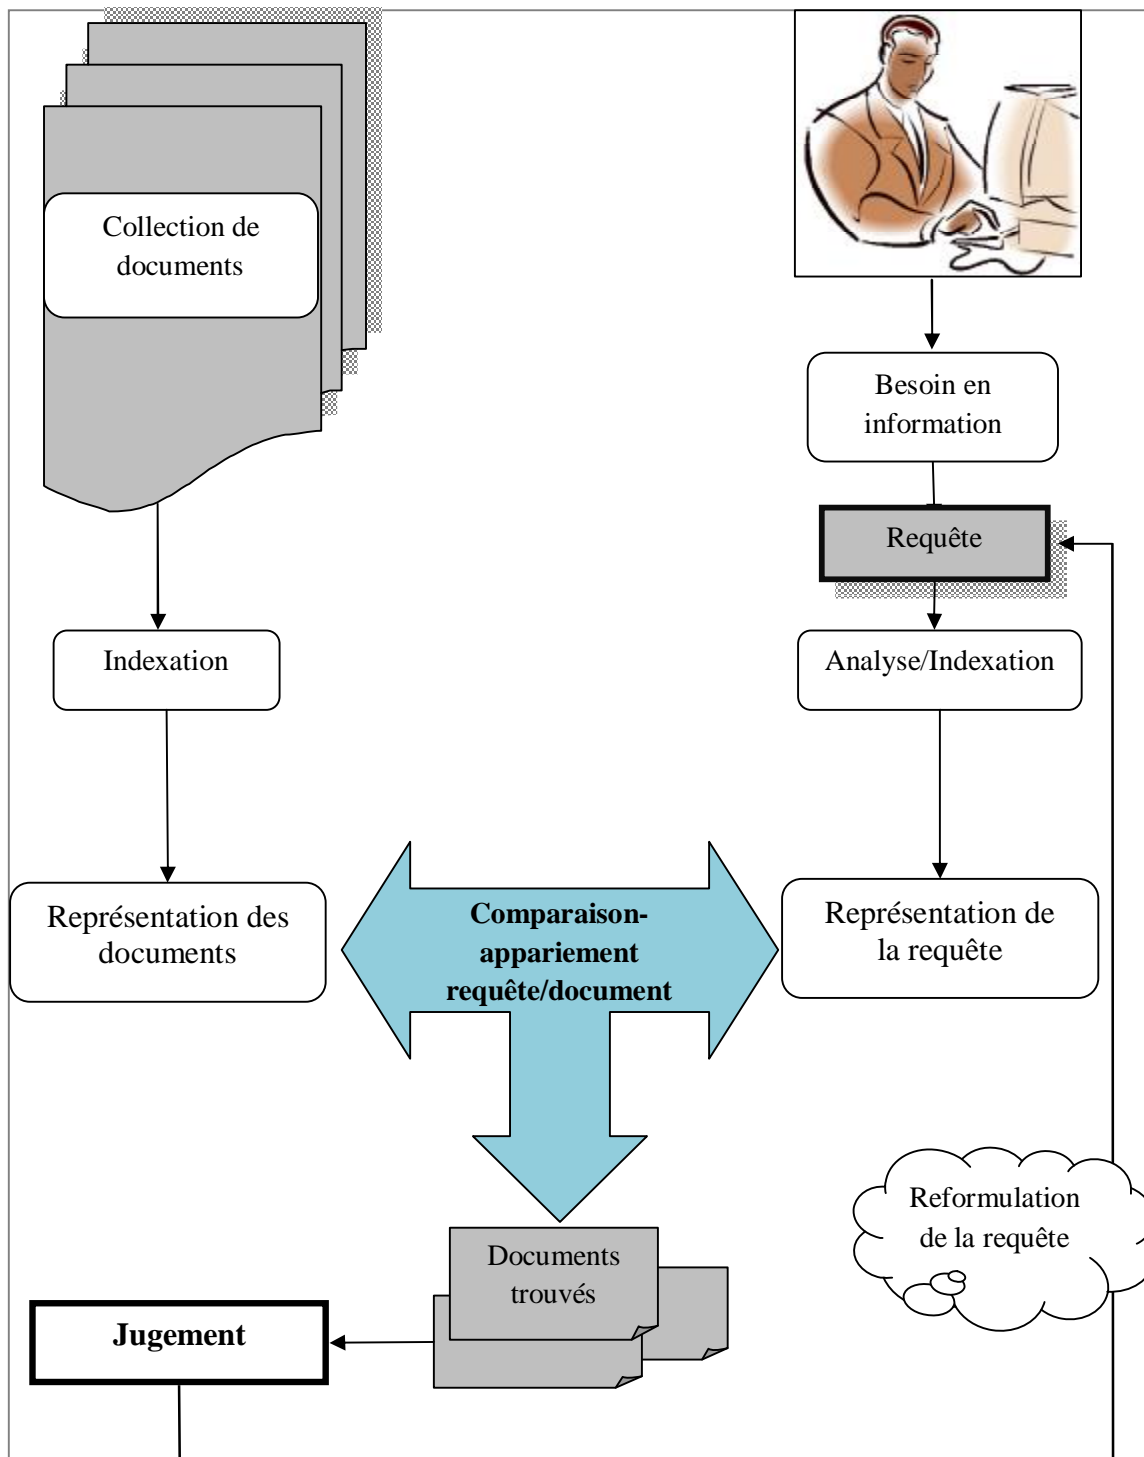 Collection de
documents
Besoin en
information
Requête
Indexation
Analyse/Indexation
Représentation des
documents
Comparaison-
appariement
requête/document
Représentation de
la requête
Reformulation
de la requête
Documents
trouvés
Jugement